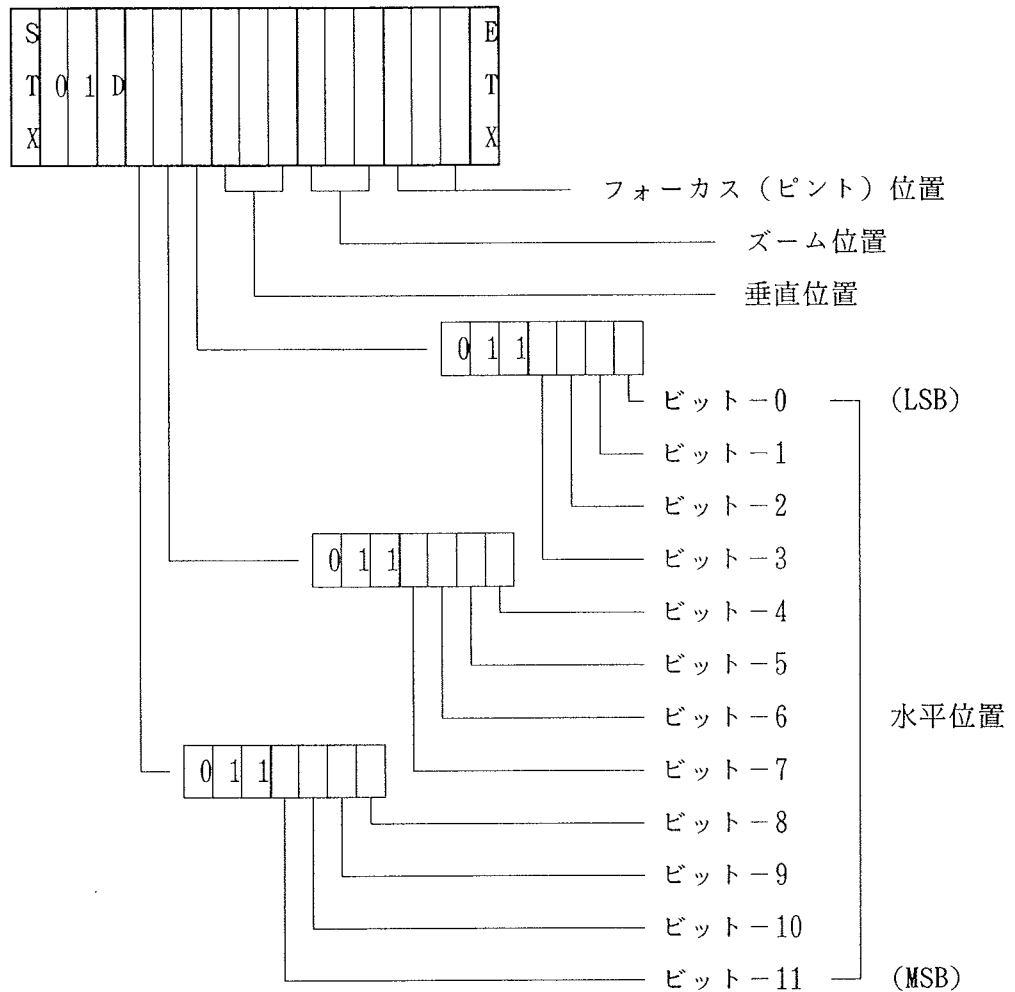 STX 0 1 D ETX
フォーカス（ピント）位置
ズーム位置
垂直位置
0 1 1
ビット－0 (LSB)
ビット－1
ビット－2
ビット－3
0 1 1
ビット－4
ビット－5
ビット－6 水平位置
ビット－7
0 1 1
ビット－8
ビット－9
ビット－10
ビット－11 (MSB)